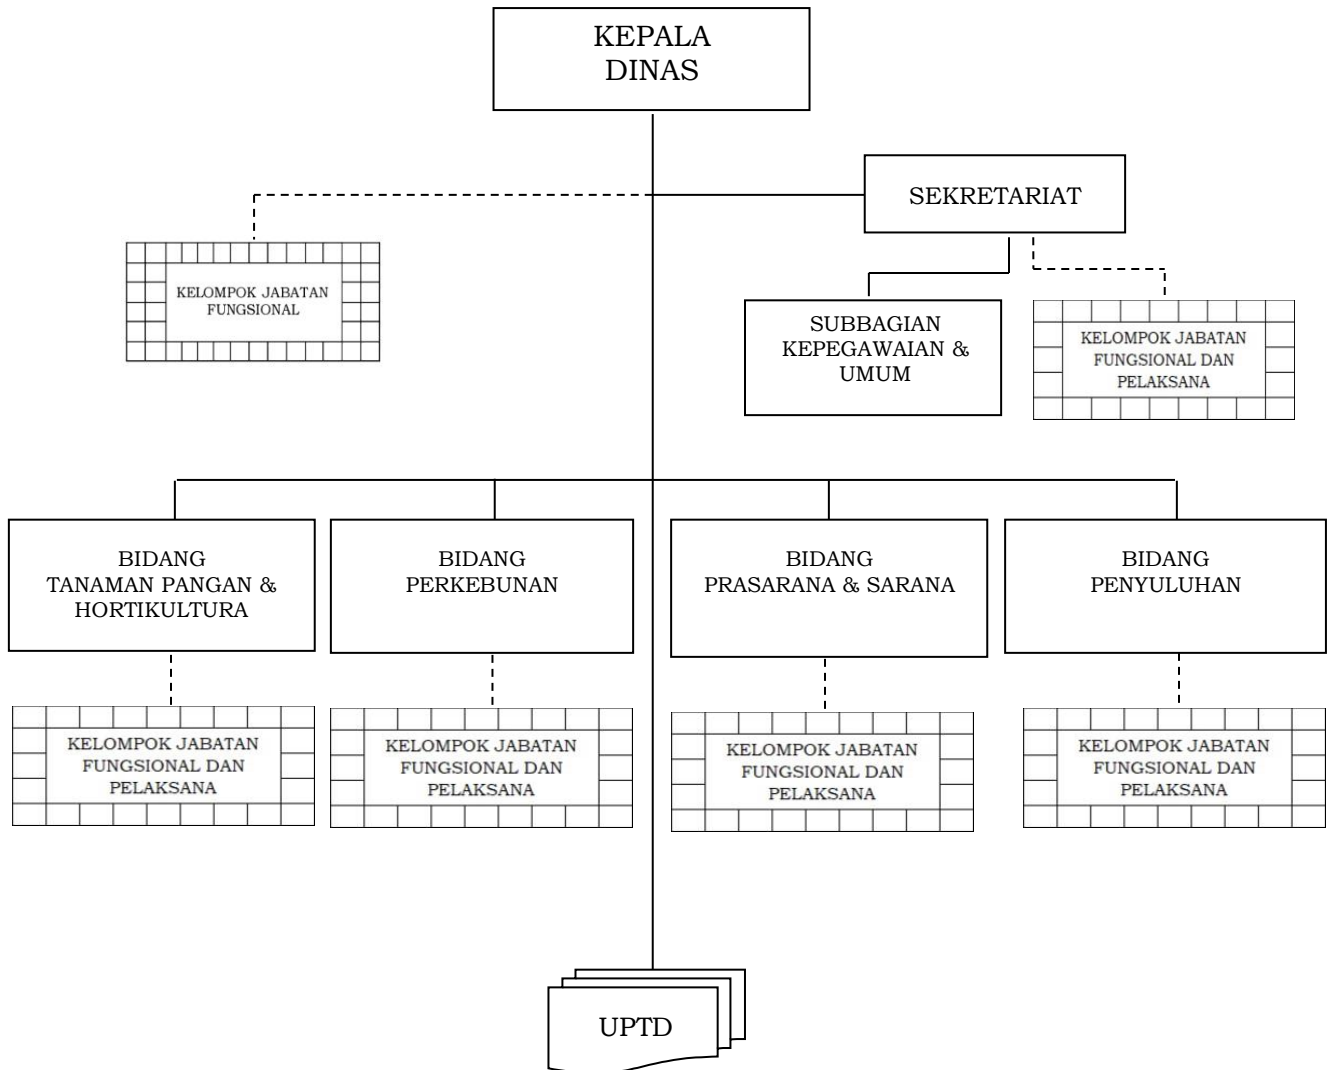 KEPALA
DINAS
SEKRETARIAT
KELOMPOK JABATAN
FUNGSIONAL
SUBBAGIAN
KEPEGAWAIAN &
UMUM
KELOMPOK JABATAN
FUNGSIONAL DAN
PELAKSANA
BIDANG
TANAMAN PANGAN &
HORTIKULTURA
BIDANG
PERKEBUNAN
BIDANG
PRASARANA & SARANA
BIDANG
PENYULUHAN
KELOMPOK JABATAN
FUNGSIONAL DAN
PELAKSANA
KELOMPOK JABATAN
FUNGSIONAL DAN
PELAKSANA
KELOMPOK JABATAN
FUNGSIONAL DAN
PELAKSANA
KELOMPOK JABATAN
FUNGSIONAL DAN
PELAKSANA
UPTD